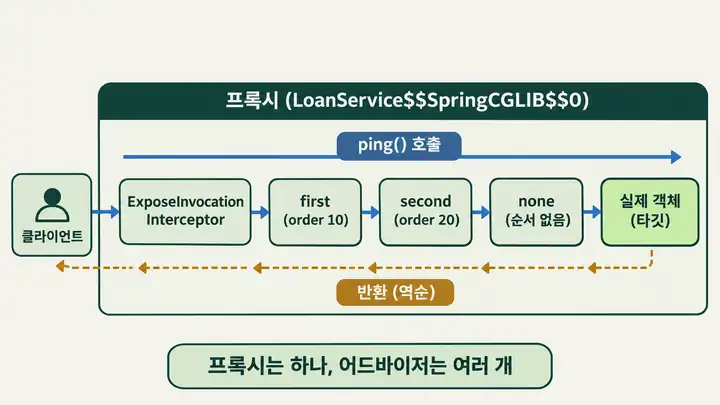 프록시 (LoanService$$SpringCGLIB$$0)
ping() 호출
클라이언트
ExposeInvocation
Interceptor
first
(order 10)
second
(order 20)
none
(순서 없음)
실제 객체
(타깃)
반환 (역순)
프록시는 하나, 어드바이저는 여러 개